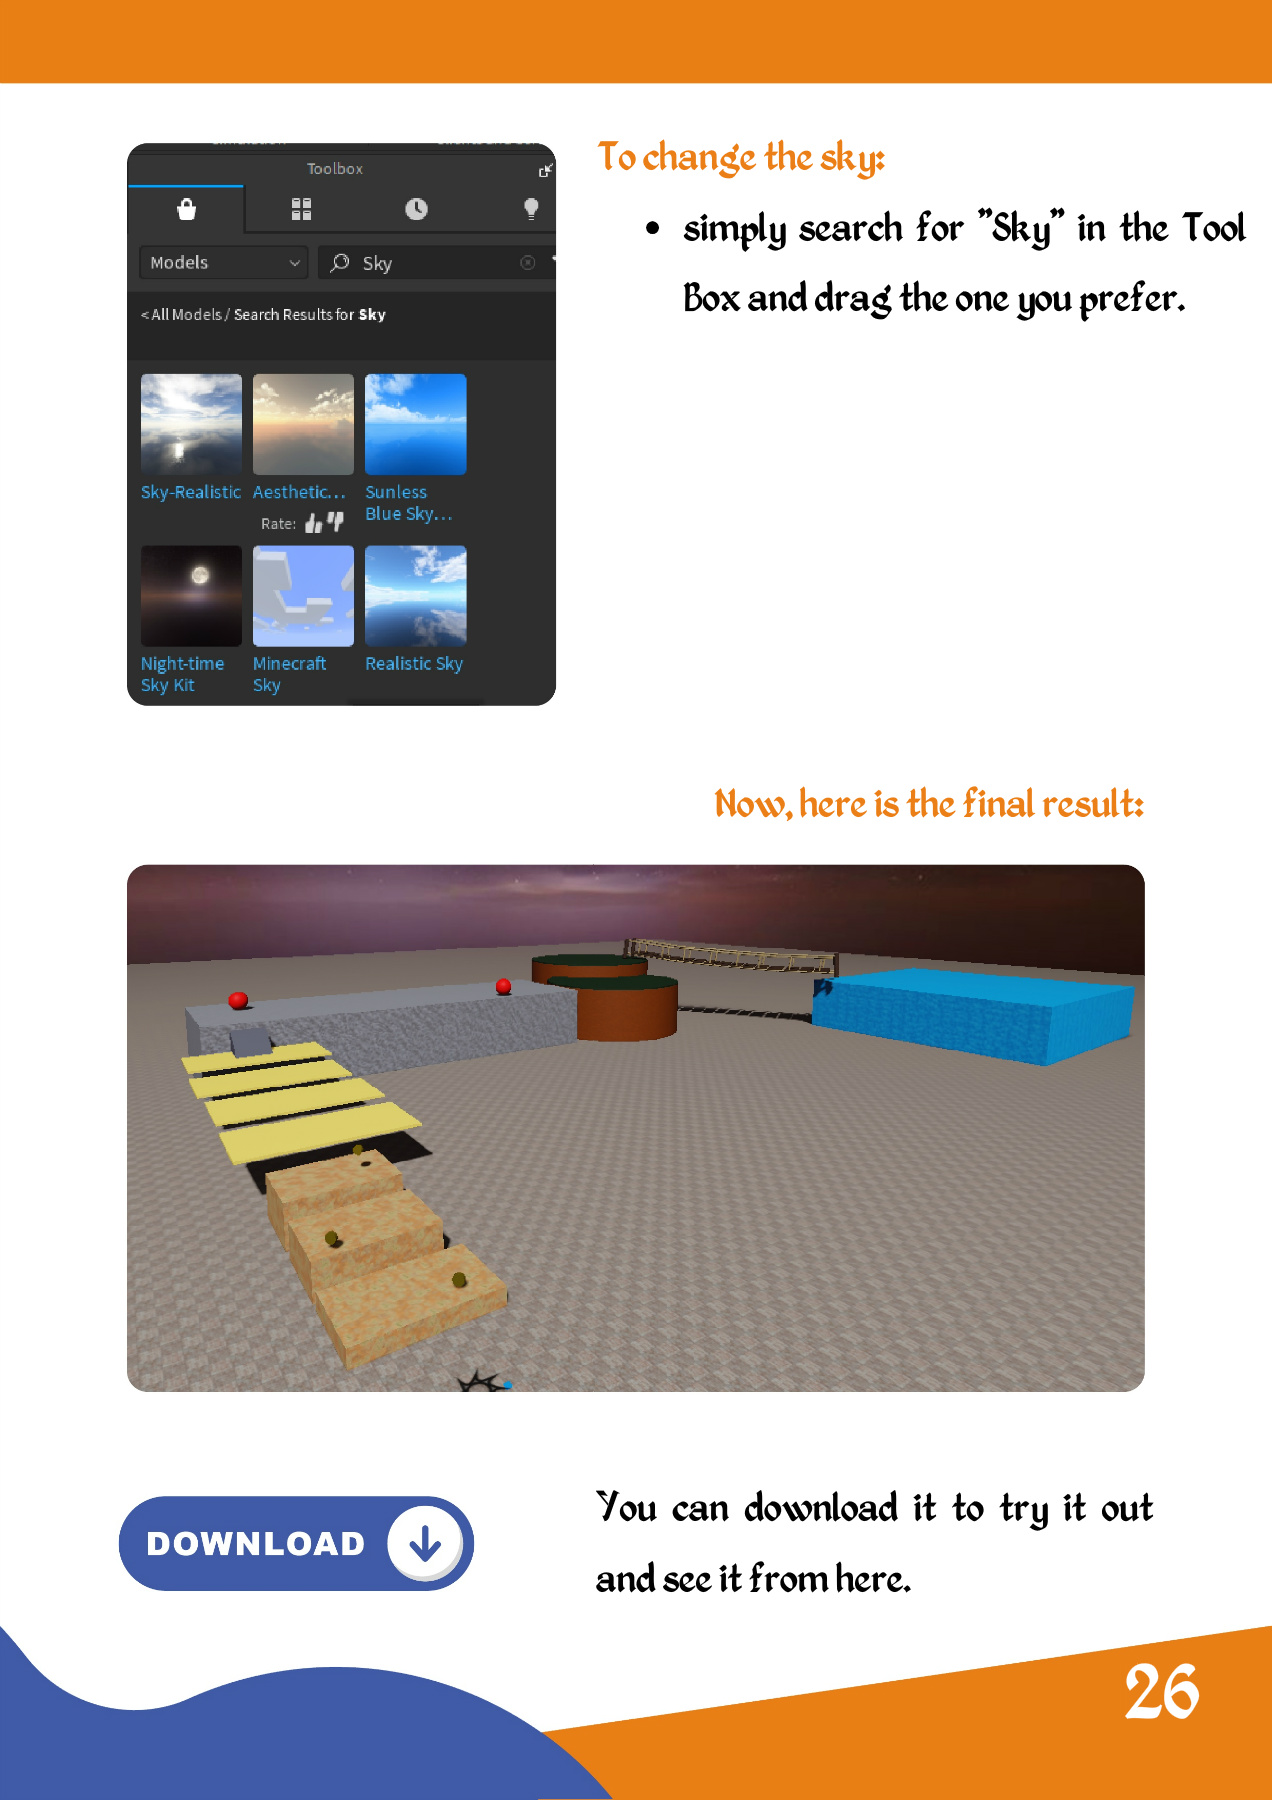 Toolbox
Models
Sky
< All Models / Search Results for Sky
Sky-Realistic
Aesthetic...
Sunless
Blue Sky...
Rate:
Night-time
Sky Kit
Minecraft
Sky
Realistic Sky
To change the sky:
• simply search for ”Sky” in the Tool
Box and drag the one you prefer.
Now, here is the final result:
DOWNLOAD
You can download it to try it out
and see it from here.
26